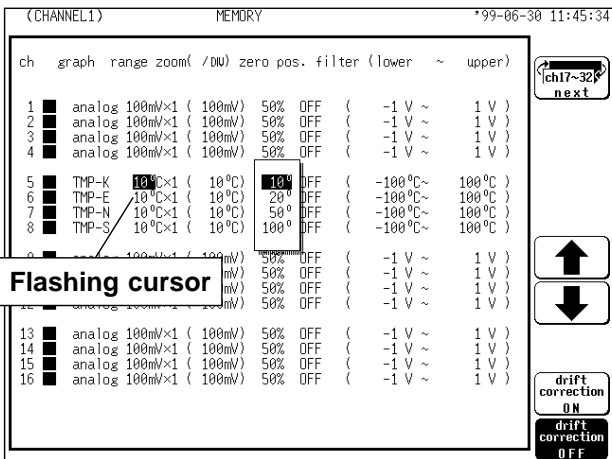 (CHANNEL1) MEMORY '99-06-30 11:45:34
ch graph range zoom( /DIV) zero pos. filter (lower ~ upper)
1 analog 100mV×1 ( 100mV) 50% OFF ( -1 V ~ 1 V )
2 analog 100mV×1 ( 100mV) 50% OFF ( -1 V ~ 1 V )
3 analog 100mV×1 ( 100mV) 50% OFF ( -1 V ~ 1 V )
4 analog 100mV×1 ( 100mV) 50% OFF ( -1 V ~ 1 V )
5 TMP-K 10°C×1 ( 10°C) 10° OFF ( -100°C~ 100°C )
6 TMP-E 10°C×1 ( 10°C) 20° OFF ( -100°C~ 100°C )
7 TMP-N 10°C×1 ( 10°C) 50° OFF ( -100°C~ 100°C )
8 TMP-S 10°C×1 ( 10°C) 100° OFF ( -100°C~ 100°C )
50% OFF ( -1 V ~ 1 V )
Flashing cursor
mV) 50% OFF ( -1 V ~ 1 V )
mV) 50% OFF ( -1 V ~ 1 V )
12 mV) 50% OFF ( -1 V ~ 1 V )
13 analog 100mV×1 ( 100mV) 50% OFF ( -1 V ~ 1 V )
14 analog 100mV×1 ( 100mV) 50% OFF ( -1 V ~ 1 V )
15 analog 100mV×1 ( 100mV) 50% OFF ( -1 V ~ 1 V )
16 analog 100mV×1 ( 100mV) 50% OFF ( -1 V ~ 1 V )
ch17~32
next
drift
correction
ON
drift
correction
OFF